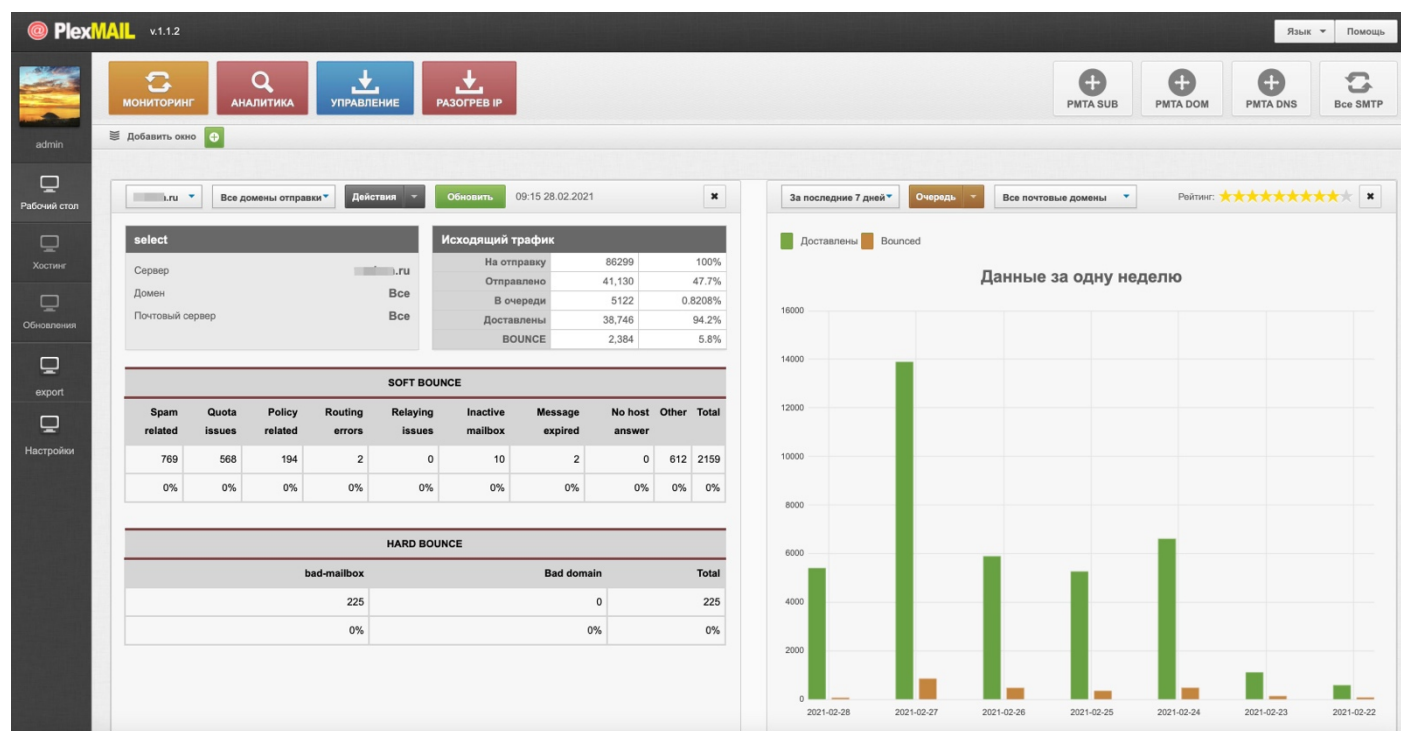 @ PlexMAIL v.1.1.2
Язык Помощь
МОНИТОРИНГ АНАЛИТИКА УПРАВЛЕНИЕ РАЗОГРЕВ IP
PMTA SUB PMTA DOM PMTA DNS Все SMTP
Добавить окно
admin
Рабочий стол
Хостинг
Обновления
export
Настройки
.ru Все домены отправки Действия Обновить 09:15 28.02.2021
select
Сервер .ru
Домен Все
Почтовый сервер Все
Исходящий трафик
На отправку 86299 100%
Отправлено 41,130 47.7%
В очереди 5122 0.8208%
Доставлены 38,746 94.2%
BOUNCE 2,384 5.8%
SOFT BOUNCE
Spam related Quota issues Policy related Routing errors Relaying issues Inactive mailbox Message expired No host answer Other Total
769 568 194 2 0 10 2 0 612 2159
0% 0% 0% 0% 0% 0% 0% 0% 0% 0%
HARD BOUNCE
bad-mailbox Bad domain Total
225 0 225
0% 0% 0%
За последние 7 дней Очередь Все почтовые домены Рейтинг:
Доставлены Bounced
Данные за одну неделю
16000
14000
12000
10000
8000
6000
4000
2000
0
2021-02-28 2021-02-27 2021-02-26 2021-02-25 2021-02-24 2021-02-23 2021-02-22